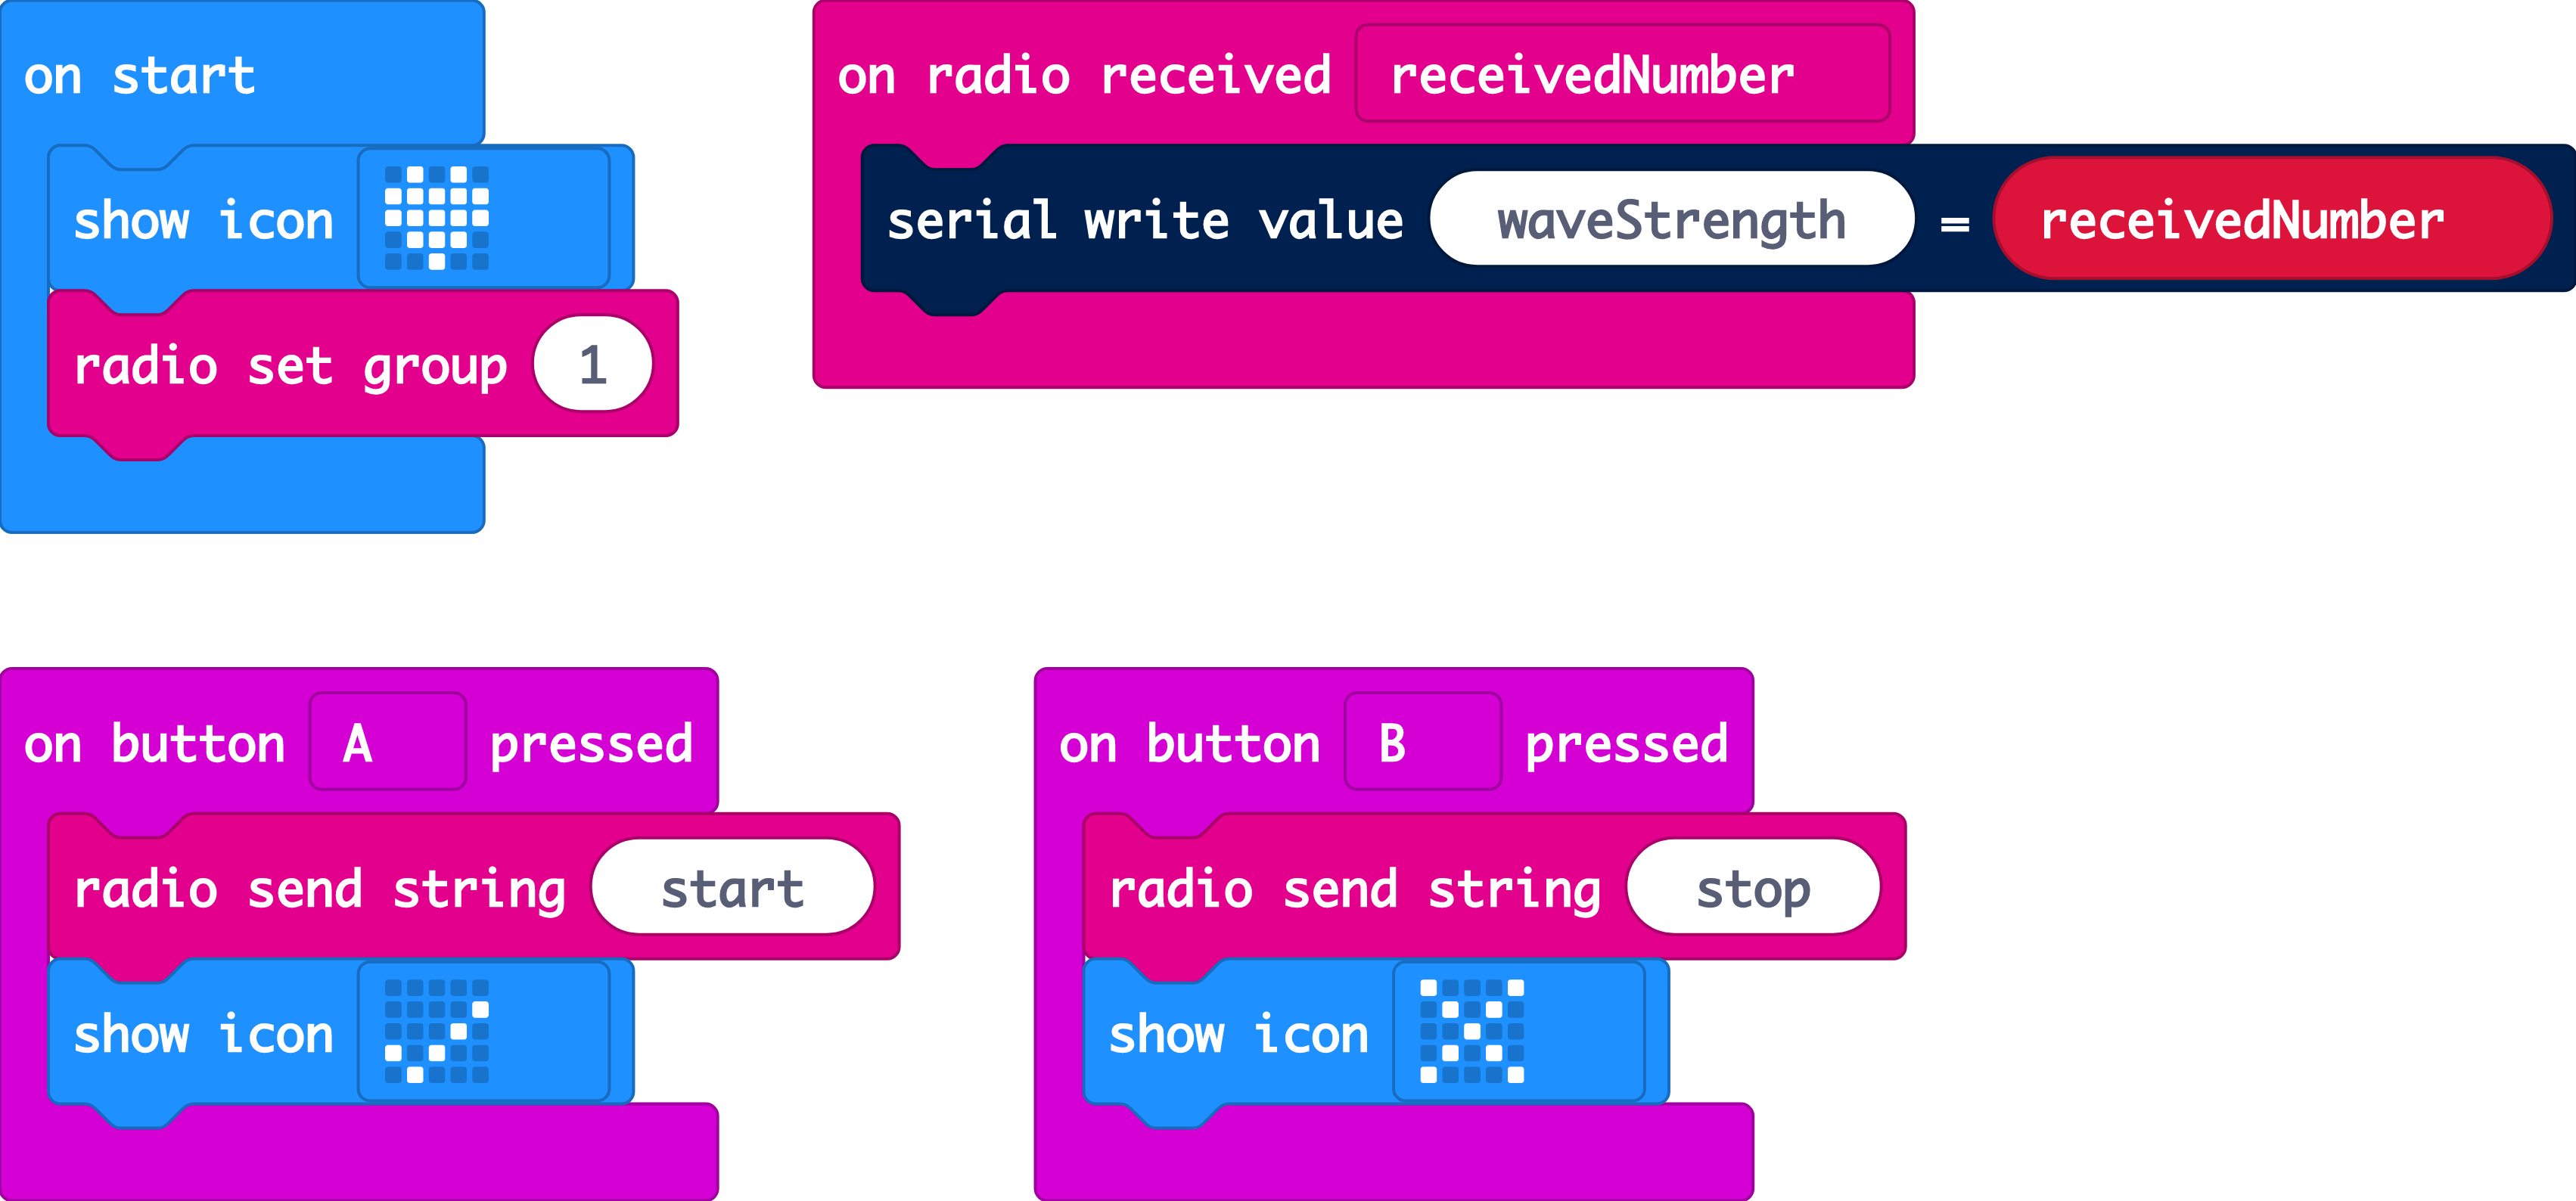 on start
show icon
radio set group 1
on radio received receivedNumber
serial write value waveStrength = receivedNumber
on button A pressed
radio send string start
show icon
on button B pressed
radio send string stop
show icon